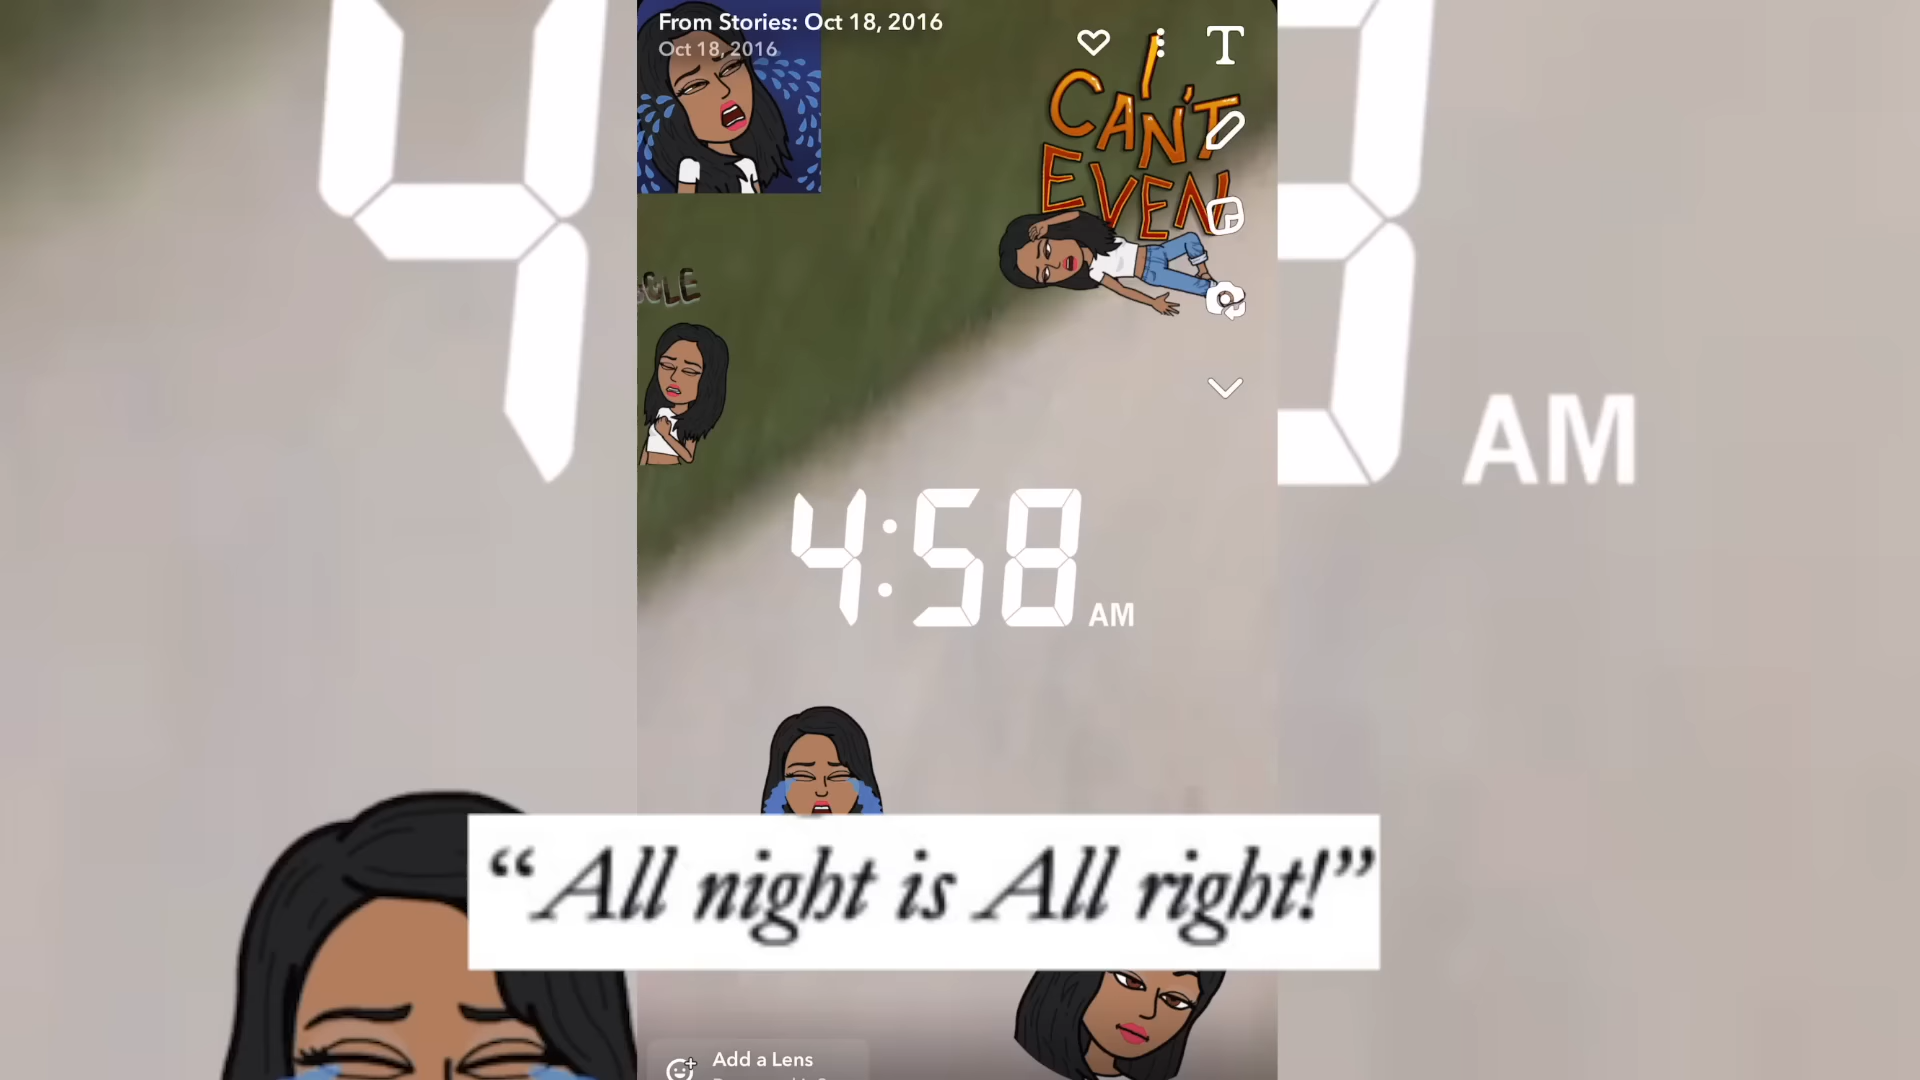 From Stories: Oct 18, 2016
Oct 18, 2016
I
CAN'T
EVEN
4:58 AM
AM
“All night is All right!”
Add a Lens